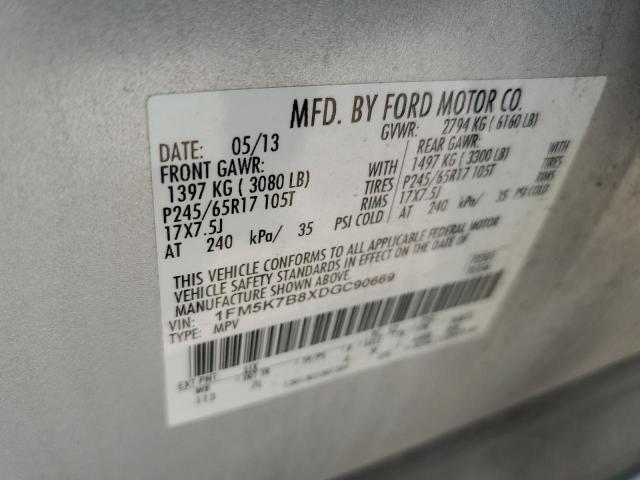 MFD. BY FORD MOTOR CO.
DATE: 05/13 GVWR: 2794 KG ( 6160 LB)
FRONT GAWR: REAR GAWR:
1397 KG ( 3080 LB) WITH 1497 KG ( 3300 LB) WITH
P245/65R17 105T TIRES P245/65R17 105T TIRES
17X7.5J RIMS 17X7.5J RIMS
AT 240 kPa/ 35 PSI COLD AT 240 kPa/ 35 PSI COLD
THIS VEHICLE CONFORMS TO ALL APPLICABLE FEDERAL MOTOR
VEHICLE SAFETY STANDARDS IN EFFECT ON THE DATE OF
MANUFACTURE SHOWN ABOVE.
VIN: 1FM5K7B8XDGC90669
TYPE: MPV
EXT PNT: